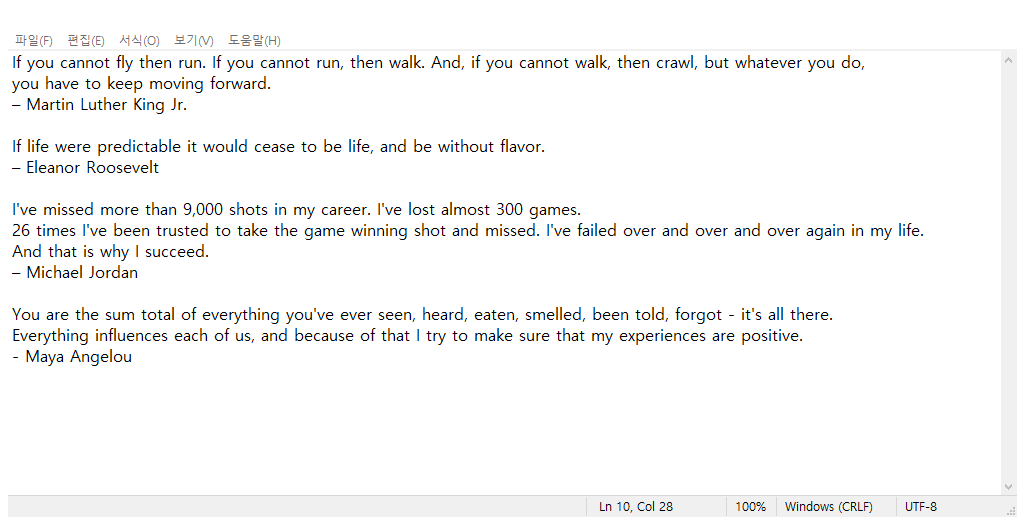 파일(F) 편집(E) 서식(O) 보기(V) 도움말(H)
If you cannot fly then run. If you cannot run, then walk. And, if you cannot walk, then crawl, but whatever you do,
you have to keep moving forward.
– Martin Luther King Jr.
If life were predictable it would cease to be life, and be without flavor.
– Eleanor Roosevelt
I've missed more than 9,000 shots in my career. I've lost almost 300 games.
26 times I've been trusted to take the game winning shot and missed. I've failed over and over and over again in my life.
And that is why I succeed.
– Michael Jordan
You are the sum total of everything you've ever seen, heard, eaten, smelled, been told, forgot - it's all there.
Everything influences each of us, and because of that I try to make sure that my experiences are positive.
- Maya Angelou
Ln 10, Col 28 100% Windows (CRLF) UTF-8